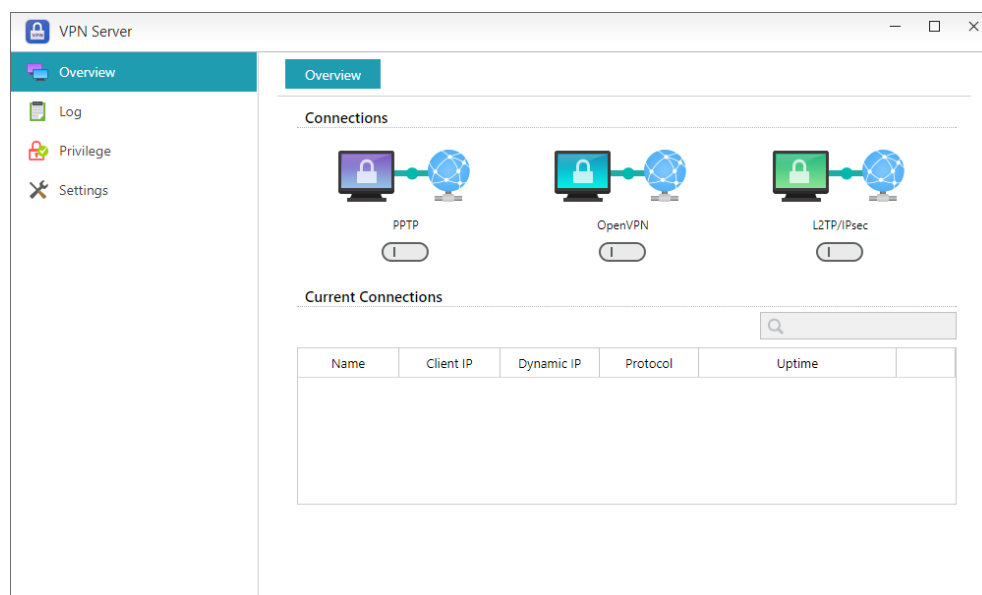 VPN Server
Overview
Log
Privilege
Settings
Overview
Connections
PPTP OpenVPN L2TP/IPsec
Current Connections
Name Client IP Dynamic IP Protocol Uptime